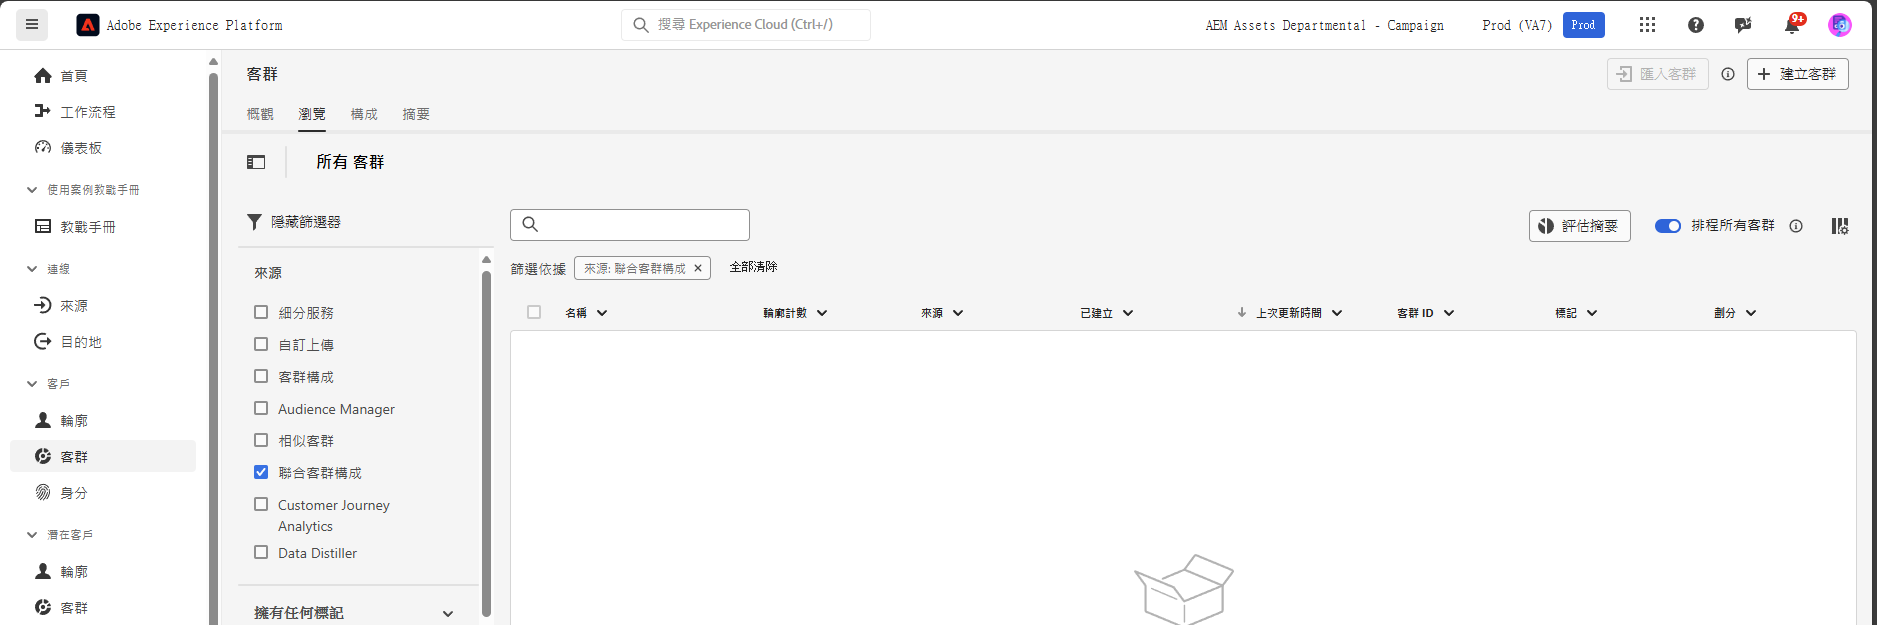 Adobe Experience Platform
搜尋 Experience Cloud (Ctrl+/)
AEM Assets Departmental - Campaign
Prod (VA7)
Prod
9+
首頁
工作流程
儀表板
使用案例教戰手冊
教戰手冊
連線
來源
目的地
客戶
輪廓
客群
身分
潛在客戶
輪廓
客群
客群
匯入客群
建立客群
概觀
瀏覽
構成
摘要
所有 客群
隱藏篩選器
評估摘要
排程所有客群
來源
細分服務
自訂上傳
客群構成
Audience Manager
相似客群
聯合客群構成
Customer Journey
Analytics
Data Distiller
擁有任何標記
篩選依據
來源: 聯合客群構成
全部清除
名稱
輪廓計數
來源
已建立
上次更新時間
客群 ID
標記
劃分